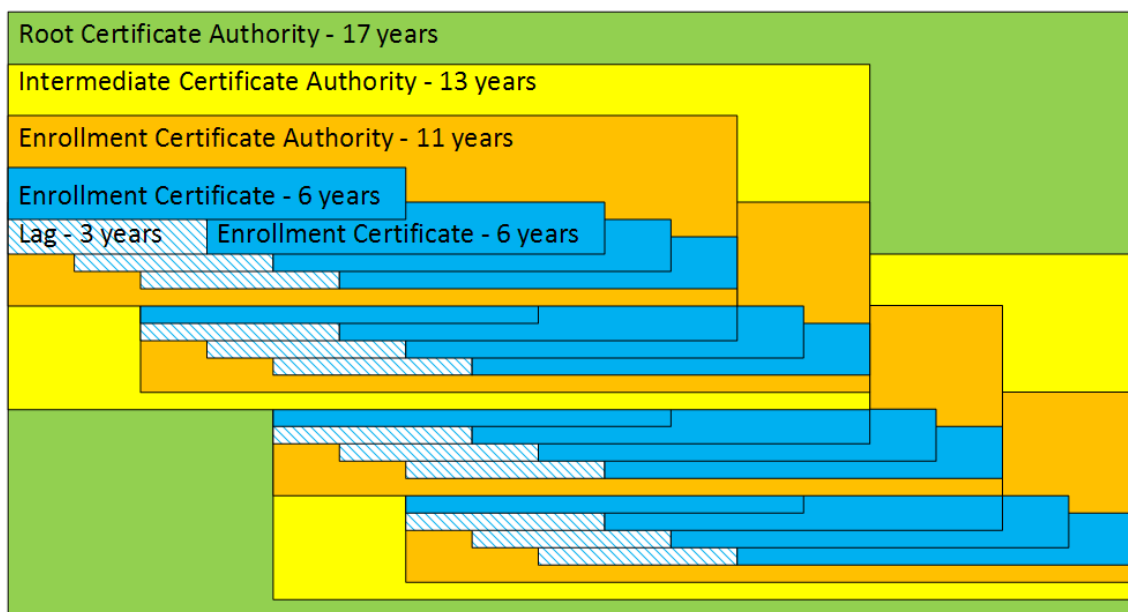 Root Certificate Authority - 17 years
Intermediate Certificate Authority - 13 years
Enrollment Certificate Authority - 11 years
Enrollment Certificate - 6 years
Lag - 3 years
Enrollment Certificate - 6 years